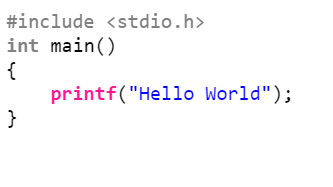 #include <stdio.h>
int main()
{
    printf("Hello World");
}